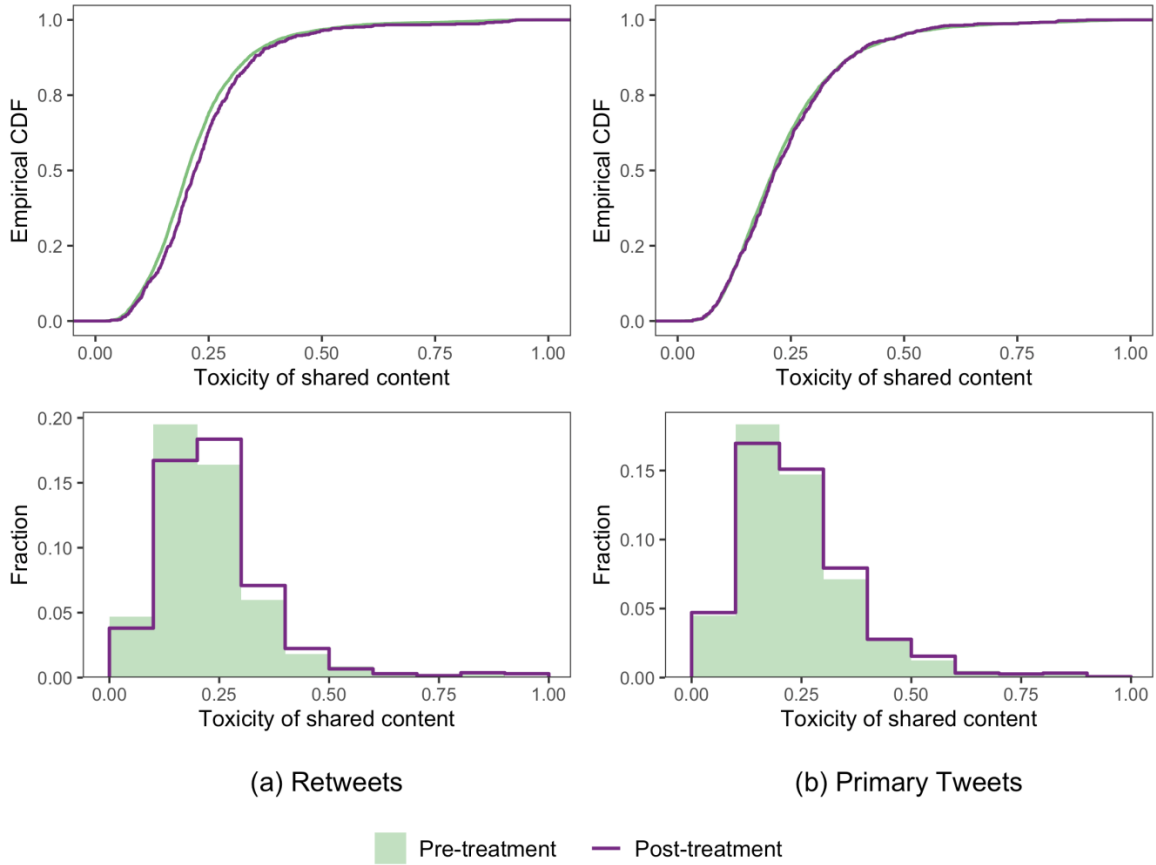 1.0
0.8
0.5
0.2
0.0
Empirical CDF
0.00 0.25 0.50 0.75 1.00
Toxicity of shared content
1.0
0.8
0.5
0.2
0.0
Empirical CDF
0.00 0.25 0.50 0.75 1.00
Toxicity of shared content
0.20
0.15
0.10
0.05
0.00
Fraction
0.00 0.25 0.50 0.75 1.00
Toxicity of shared content
0.15
0.10
0.05
0.00
Fraction
0.00 0.25 0.50 0.75 1.00
Toxicity of shared content
(a) Retweets
(b) Primary Tweets
Pre-treatment Post-treatment